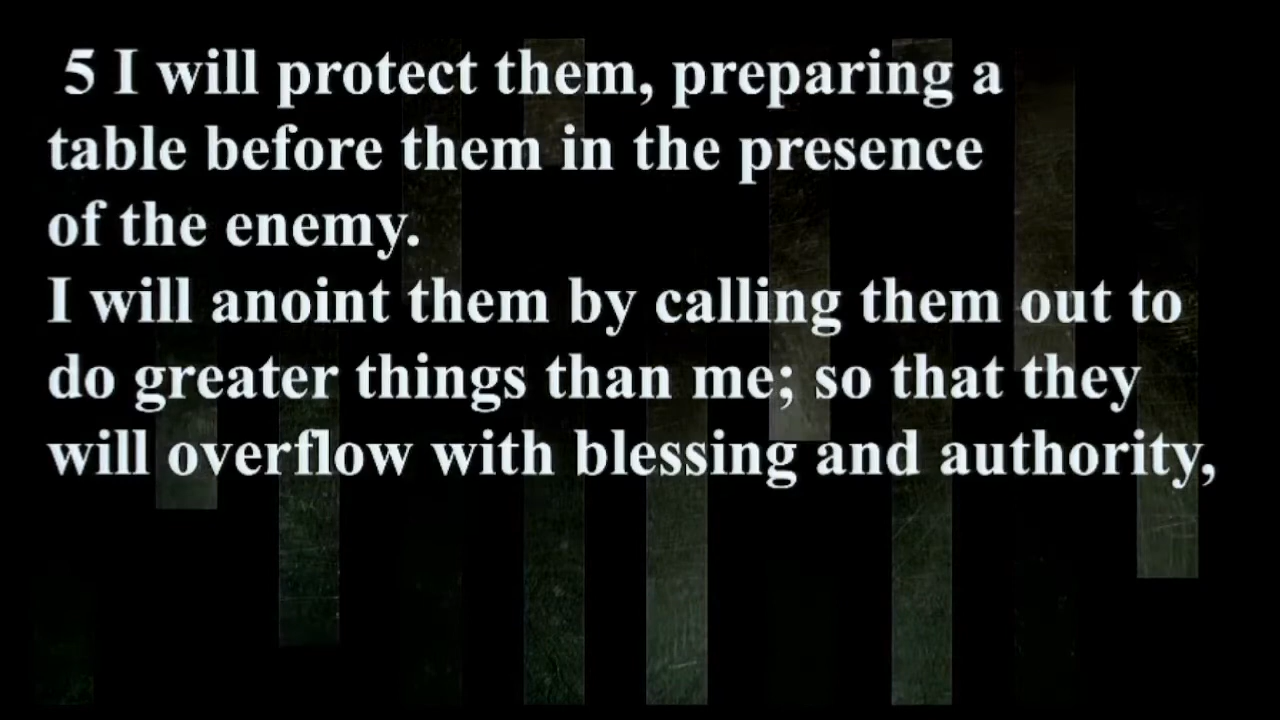 5 I will protect them, preparing a
table before them in the presence
of the enemy.
I will anoint them by calling them out to
do greater things than me; so that they
will overflow with blessing and authority,